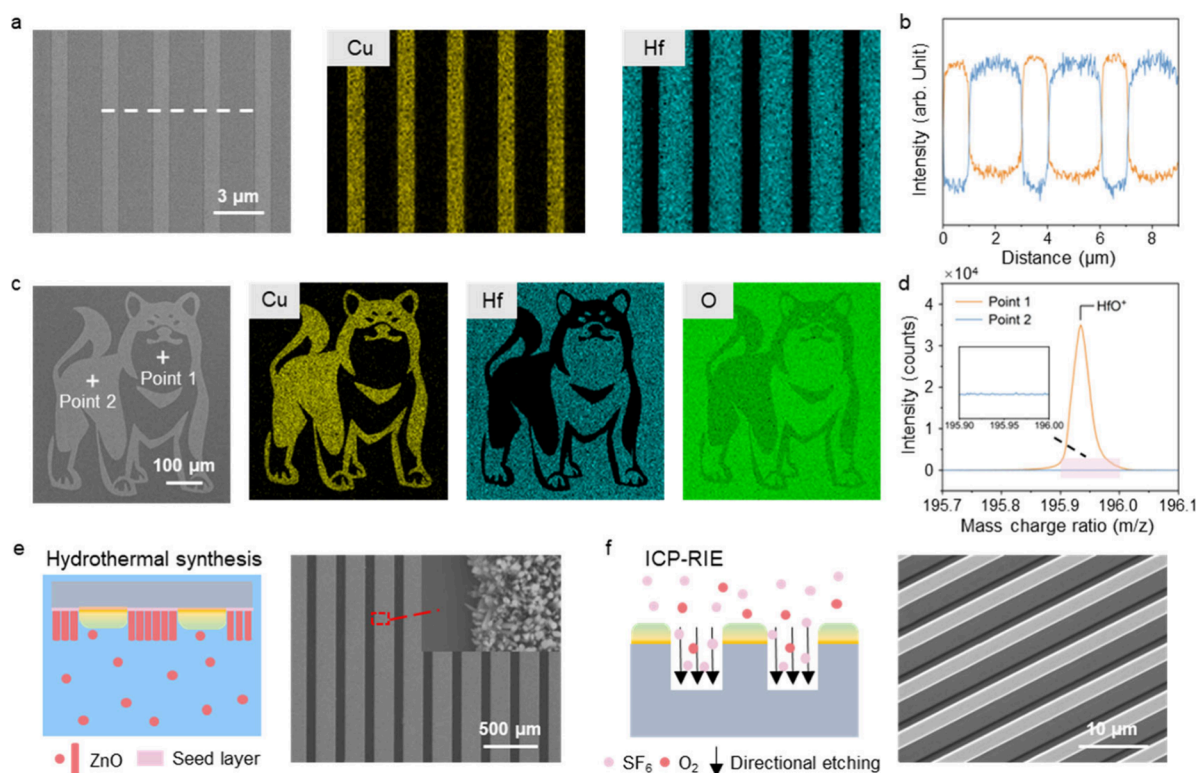 a
Cu
Hf
3 µm
b
Intensity (arb. Unit)
0 2 4 6 8
Distance (µm)
c
Point 1
Point 2
100 µm
Cu
Hf
O
d
×10⁴
Intensity (counts)
4
3
2
1
0
Point 1
Point 2
HfO⁺
195.90 195.95 196.00
195.7 195.8 195.9 196.0 196.1
Mass charge ratio (m/z)
e
Hydrothermal synthesis
ZnO Seed layer
500 µm
f
ICP-RIE
SF₆ O₂ Directional etching
10 µm